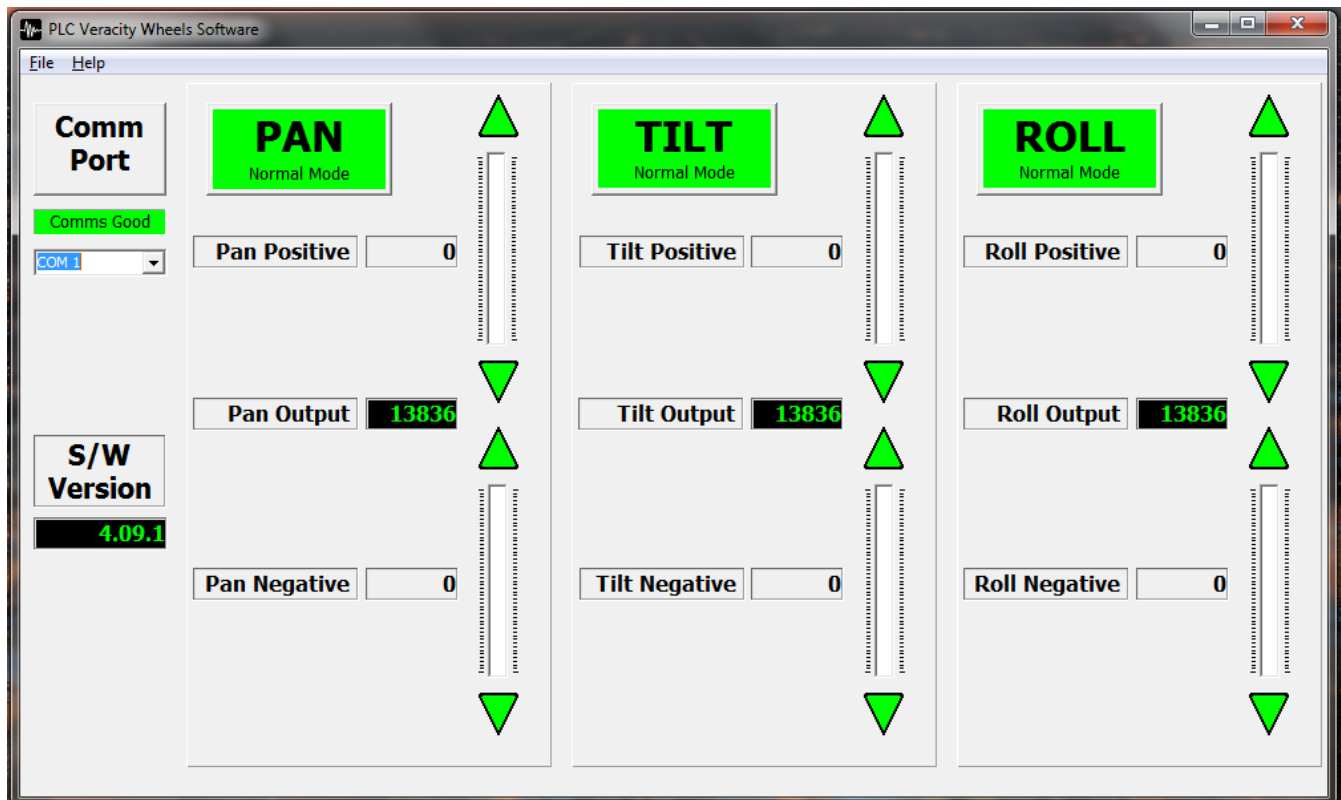 PLC Veracity Wheels Software
File Help
Comm
Port
Comms Good
COM 1
S/W
Version
4.09.1
PAN
Normal Mode
Pan Positive 0
Pan Output 13836
Pan Negative 0
TILT
Normal Mode
Tilt Positive 0
Tilt Output 13836
Tilt Negative 0
ROLL
Normal Mode
Roll Positive 0
Roll Output 13836
Roll Negative 0